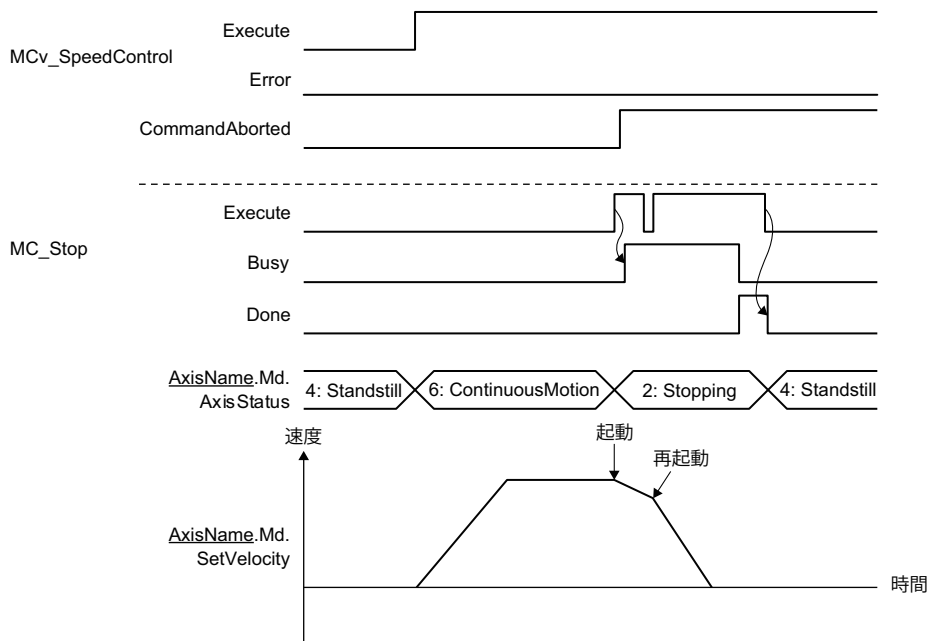 Execute
MCv_SpeedControl
Error
CommandAborted
Execute
MC_Stop
Busy
Done
AxisName.Md.
AxisStatus
4: Standstill
6: ContinuousMotion
2: Stopping
4: Standstill
速度
起動
再起動
AxisName.Md.
SetVelocity
時間